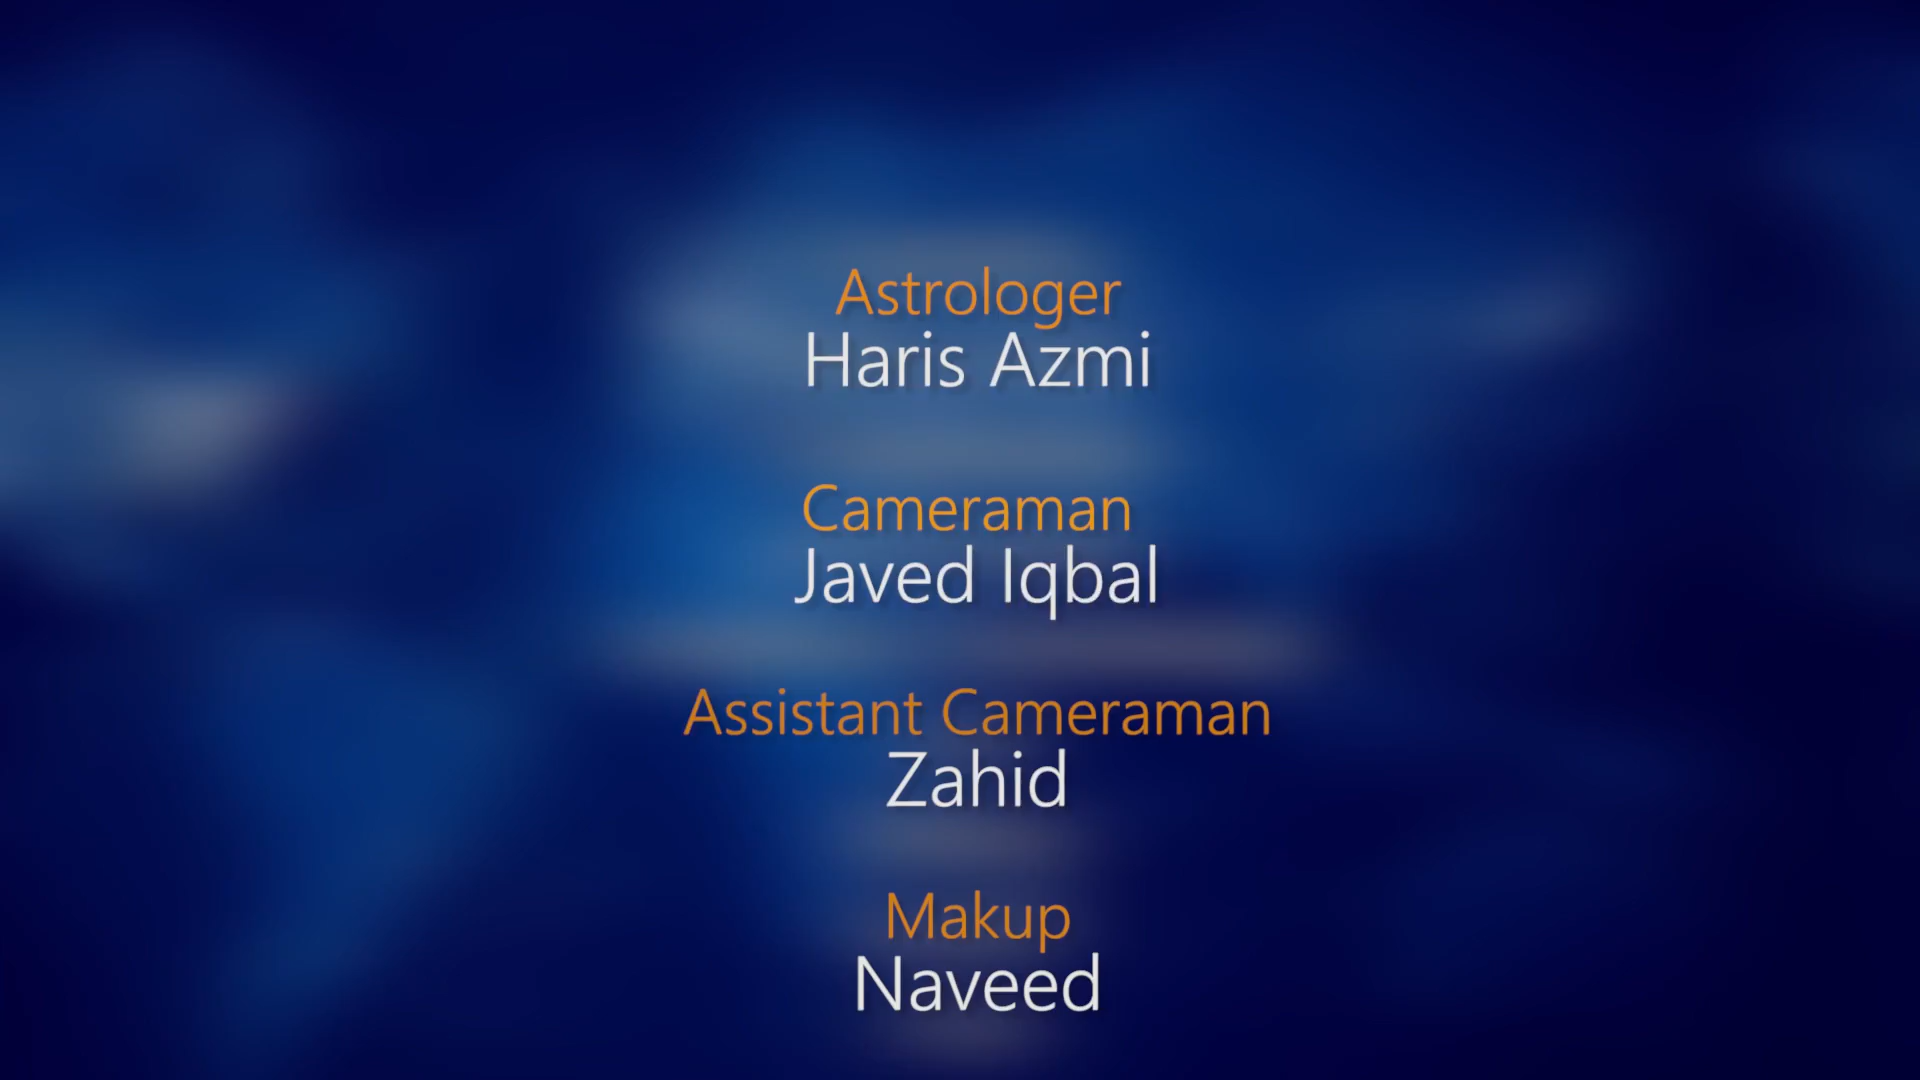 Astrologer
Haris Azmi
Cameraman
Javed Iqbal
Assistant Cameraman
Zahid
Makup
Naveed